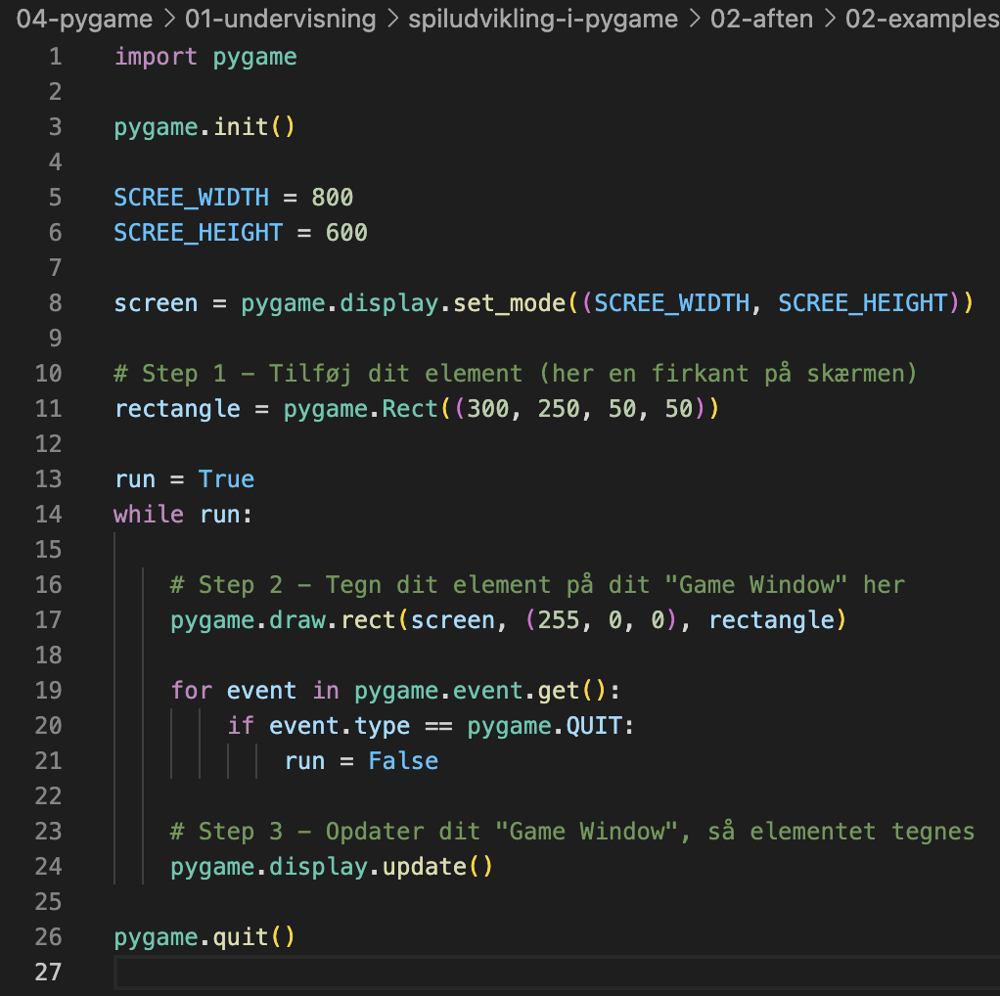 04-pygame > 01-undervisning > spiludvikling-i-pygame > 02-aften > 02-examples
1 import pygame
2
3 pygame.init()
4
5 SCREE_WIDTH = 800
6 SCREE_HEIGHT = 600
7
8 screen = pygame.display.set_mode((SCREE_WIDTH, SCREE_HEIGHT))
9
10 # Step 1 - Tilføj dit element (her en firkant på skærmen)
11 rectangle = pygame.Rect((300, 250, 50, 50))
12
13 run = True
14 while run:
15
16     # Step 2 - Tegn dit element på dit "Game Window" her
17     pygame.draw.rect(screen, (255, 0, 0), rectangle)
18
19     for event in pygame.event.get():
20         if event.type == pygame.QUIT:
21             run = False
22
23     # Step 3 - Opdater dit "Game Window", så elementet tegnes
24     pygame.display.update()
25
26 pygame.quit()
27